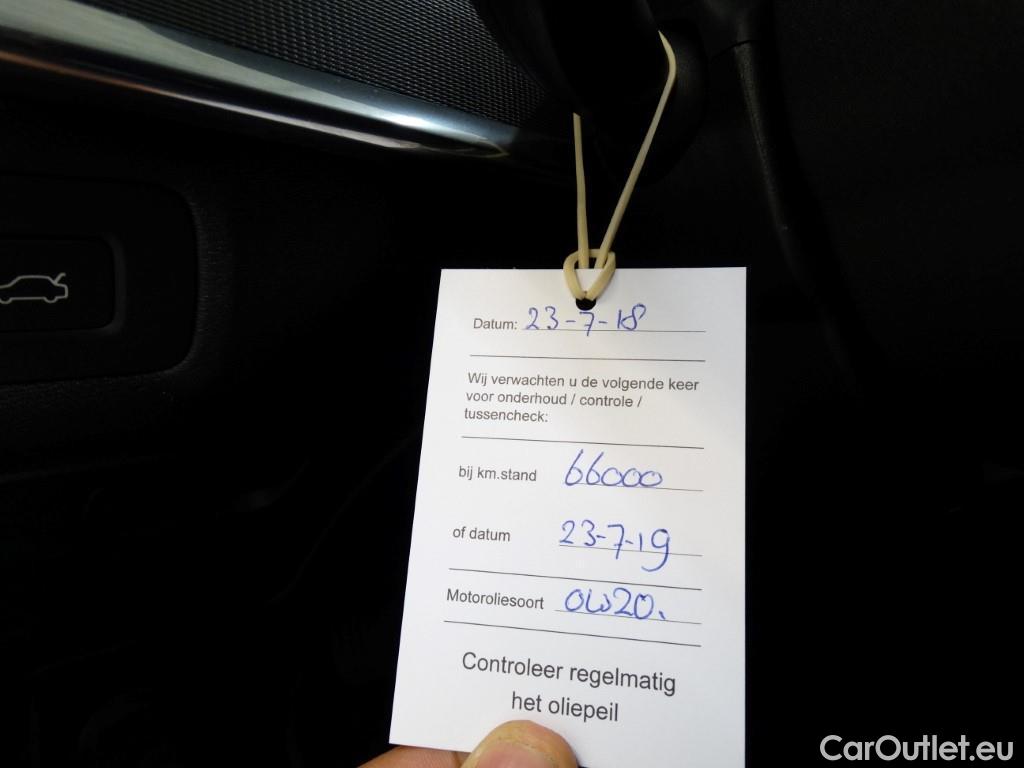 Datum: 23-7-18
Wij verwachten u de volgende keer
voor onderhoud / controle /
tussencheck:
bij km.stand 66000
of datum 23-7-19
Motoroliesoort 0W20.
Controleer regelmatig
het oliepeil
CarOutlet.eu